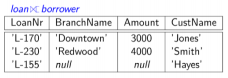 loan⟖ borrower
LoanNr BranchName Amount CustName
'L-170' 'Downtown' 3000 'Jones'
'L-230' 'Redwood' 4000 'Smith'
'L-155' null null 'Hayes'